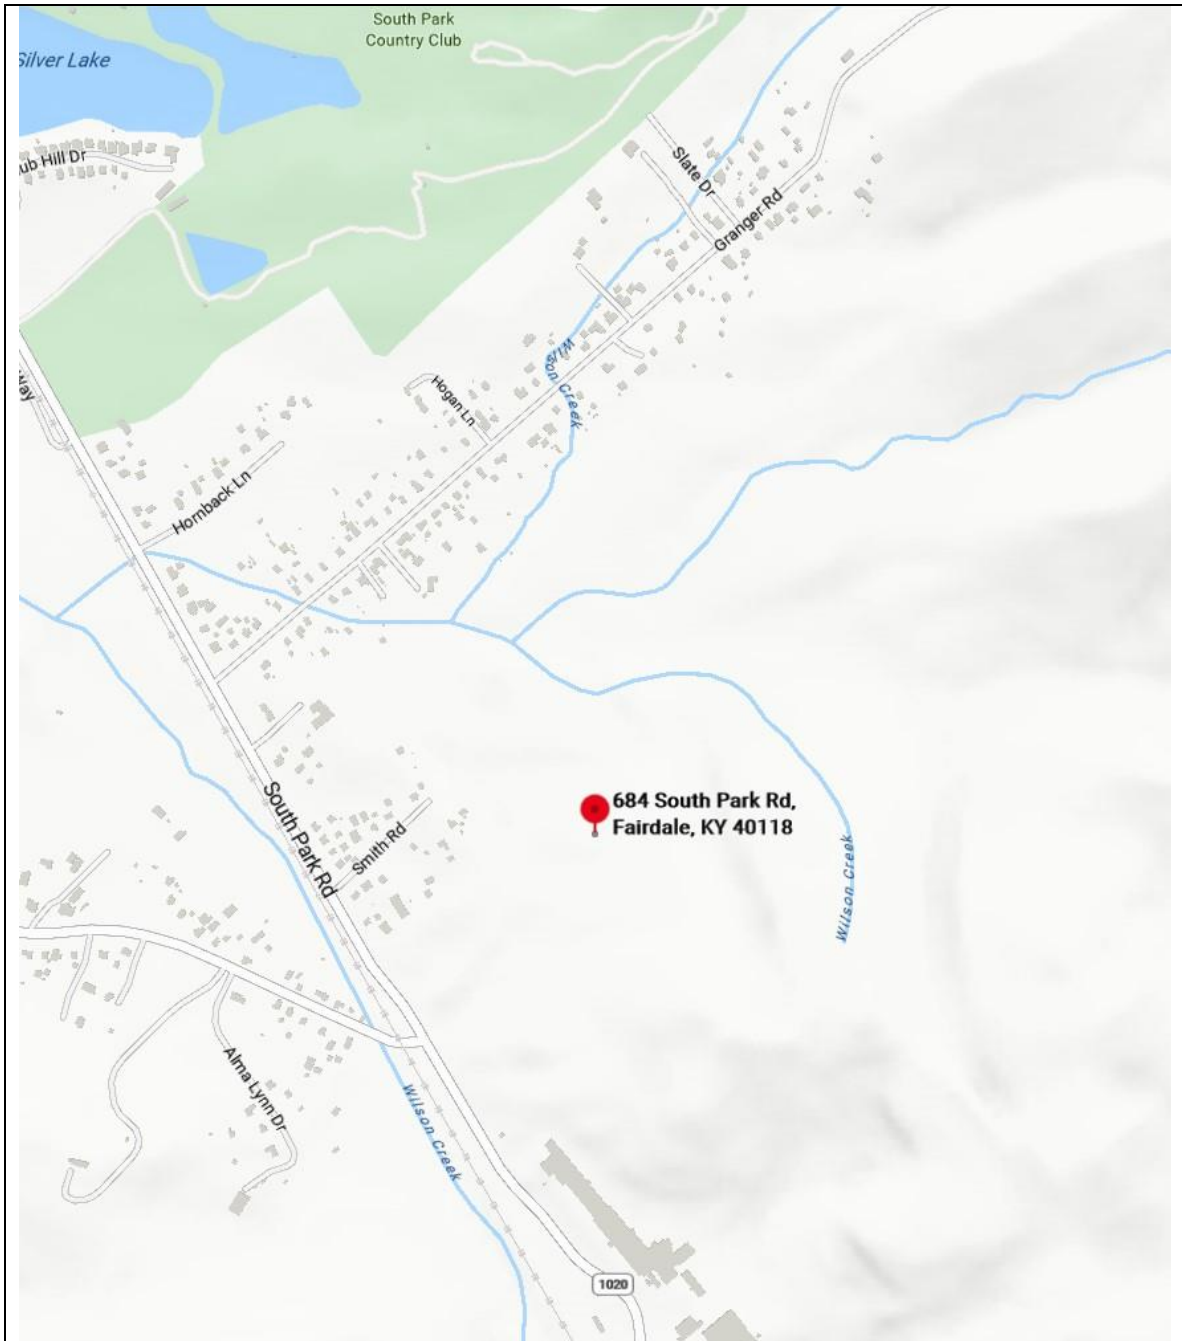 South Park
Country Club
Silver Lake
ub Hill Dr
Slate Dr
Granger Rd
Wilson Creek
Way
Hogan Ln
Hornback Ln
684 South Park Rd,
Fairdale, KY 40118
South Park Rd
Smith Rd
Wilson Creek
Alma Lynn Dr
Wilson Creek
1020